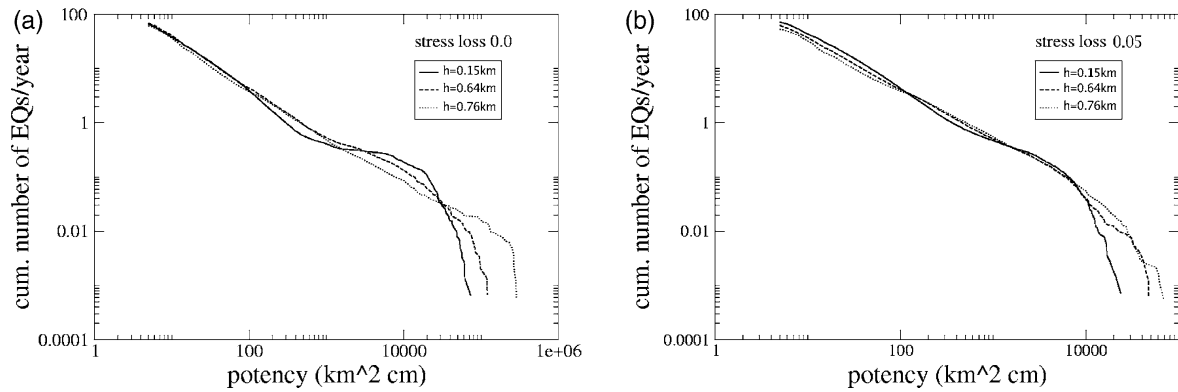 (a)
100
1
0.01
0.0001
cum. number of EQs/year
stress loss 0.0
h=0.15km
h=0.64km
h=0.76km
1
100
10000
1e+06
potency (km^2 cm)
(b)
100
1
0.01
0.0001
cum. number of EQs/year
stress loss 0.05
h=0.15km
h=0.64km
h=0.76km
1
100
10000
potency (km^2 cm)